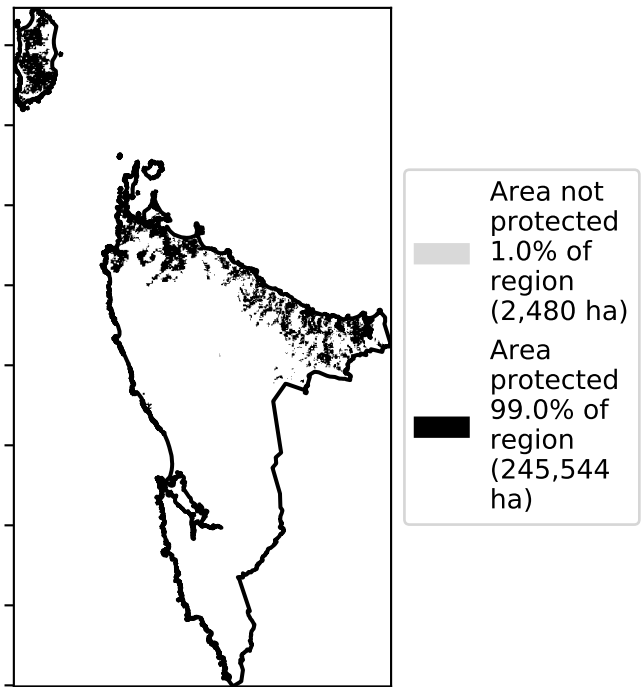 Area not
protected
1.0% of
region
(2,480 ha)
Area
protected
99.0% of
region
(245,544
ha)